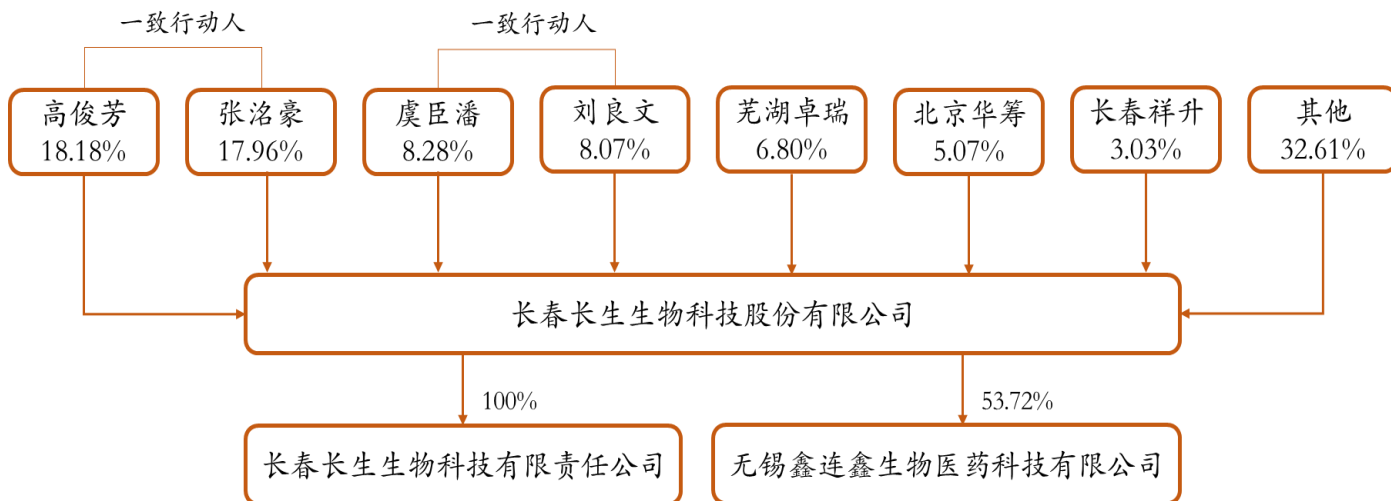 一致行动人
一致行动人
高俊芳
18.18%
张洺豪
17.96%
虞臣潘
8.28%
刘良文
8.07%
芜湖卓瑞
6.80%
北京华筹
5.07%
长春祥升
3.03%
其他
32.61%
长春长生生物科技股份有限公司
100%
53.72%
长春长生生物科技有限责任公司
无锡鑫连鑫生物医药科技有限公司